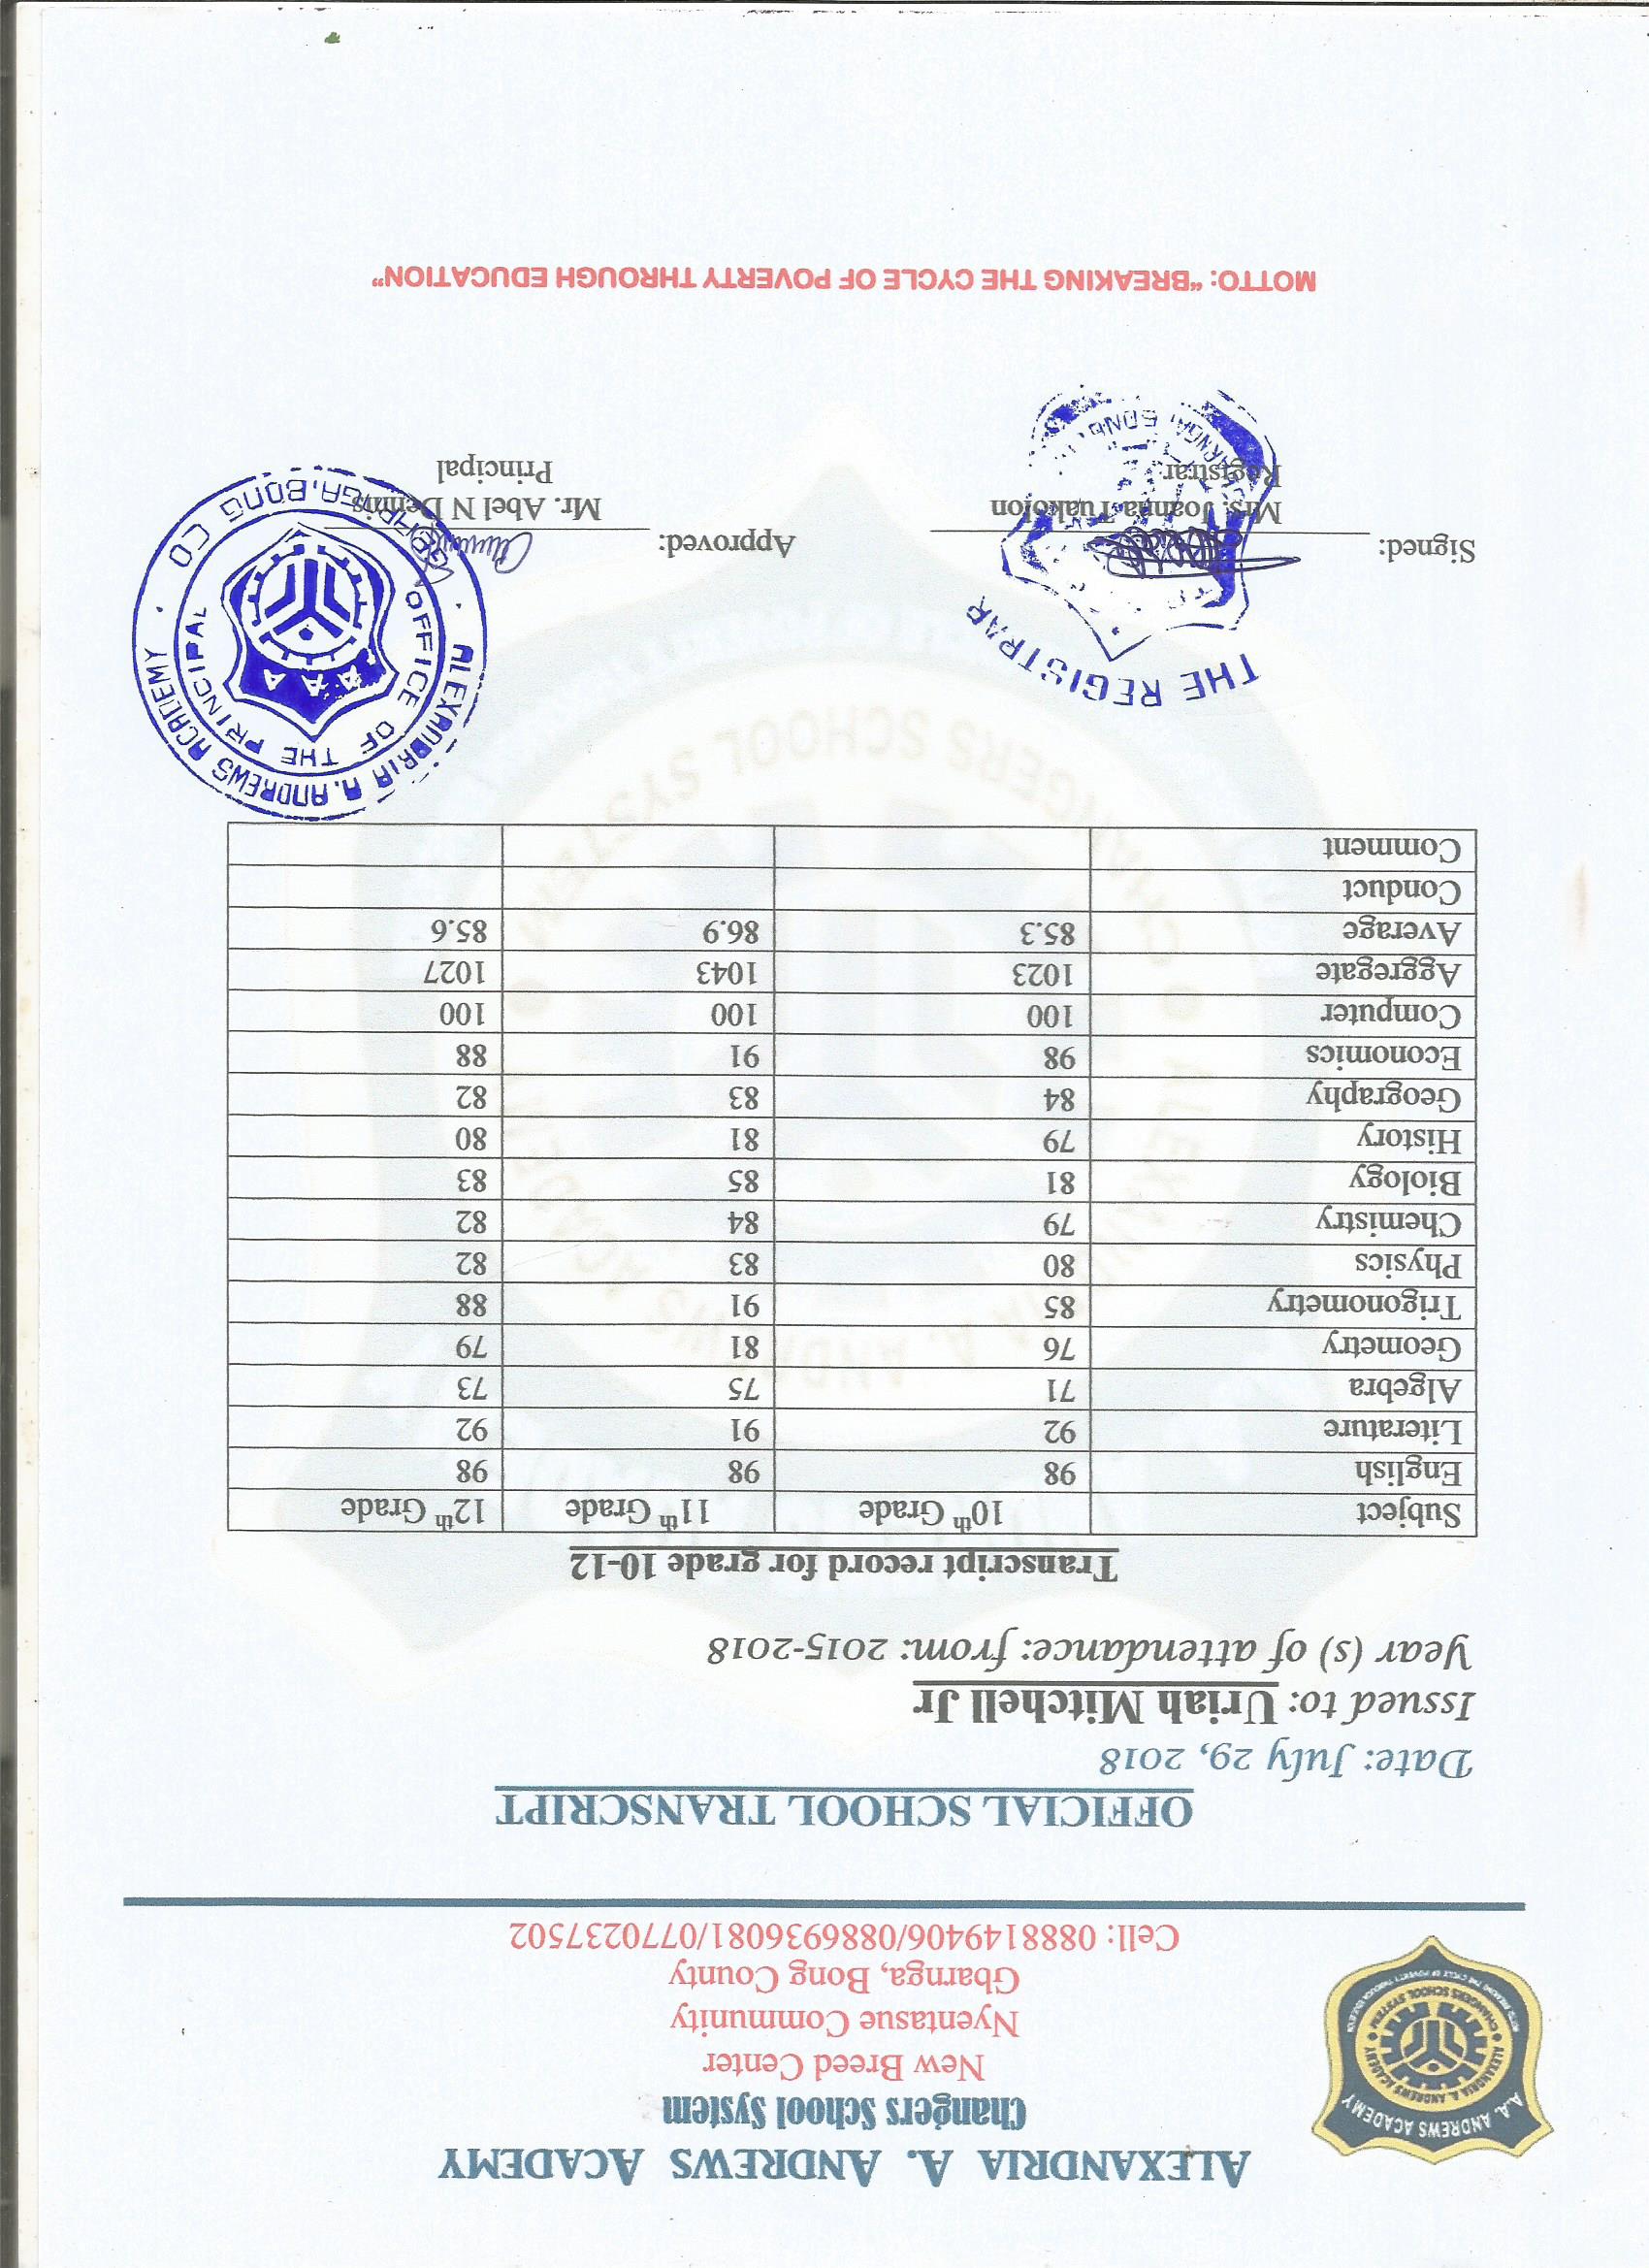 ALEXANDRIA A. ANDREWS ACADEMY
Changers School System
New Breed Center
Nyentasue Community
Gbarnga, Bong County
Cell: 0888149406/0886936081/0770237502
A.A. ANDREWS ACADEMY
ALEXANDRIA A. ANDREWS ACADEMY
CHANGERS SCHOOL SYSTEM
MOTTO: BREAKING THE CYCLE OF POVERTY THROUGH EDUCATION
OFFICIAL SCHOOL TRANSCRIPT
Date: July 29, 2018
Issued to: Uriah Mitchell Jr
Year (s) of attendance: from: 2015-2018
Transcript record for grade 10-12
Subject 10th Grade 11th Grade 12th Grade
English 98 98 98
Literature 92 91 92
Algebra 71 75 73
Geometry 76 81 79
Trigonometry 85 91 88
Physics 80 83 82
Chemistry 79 84 82
Biology 81 85 83
History 79 81 80
Geography 84 83 82
Economics 98 91 88
Computer 100 100 100
Aggregate 1023 1043 1027
Average 85.3 86.9 85.6
Conduct
Comment
ALEXANDRIA A. ANDREWS ACADEMY
CHANGERS SCHOOL SYSTEM
THE REGISTRAR
ALEXANDRIA A. ANDREWS ACADEMY
OFFICE OF THE PRINCIPAL
AAA
GBARNGA, BONG CO
Signed: Approved:
Mrs. Joanna Tuakolon Mr. Abel N Dennis
Registrar Principal
MOTTO: “BREAKING THE CYCLE OF POVERTY THROUGH EDUCATION”